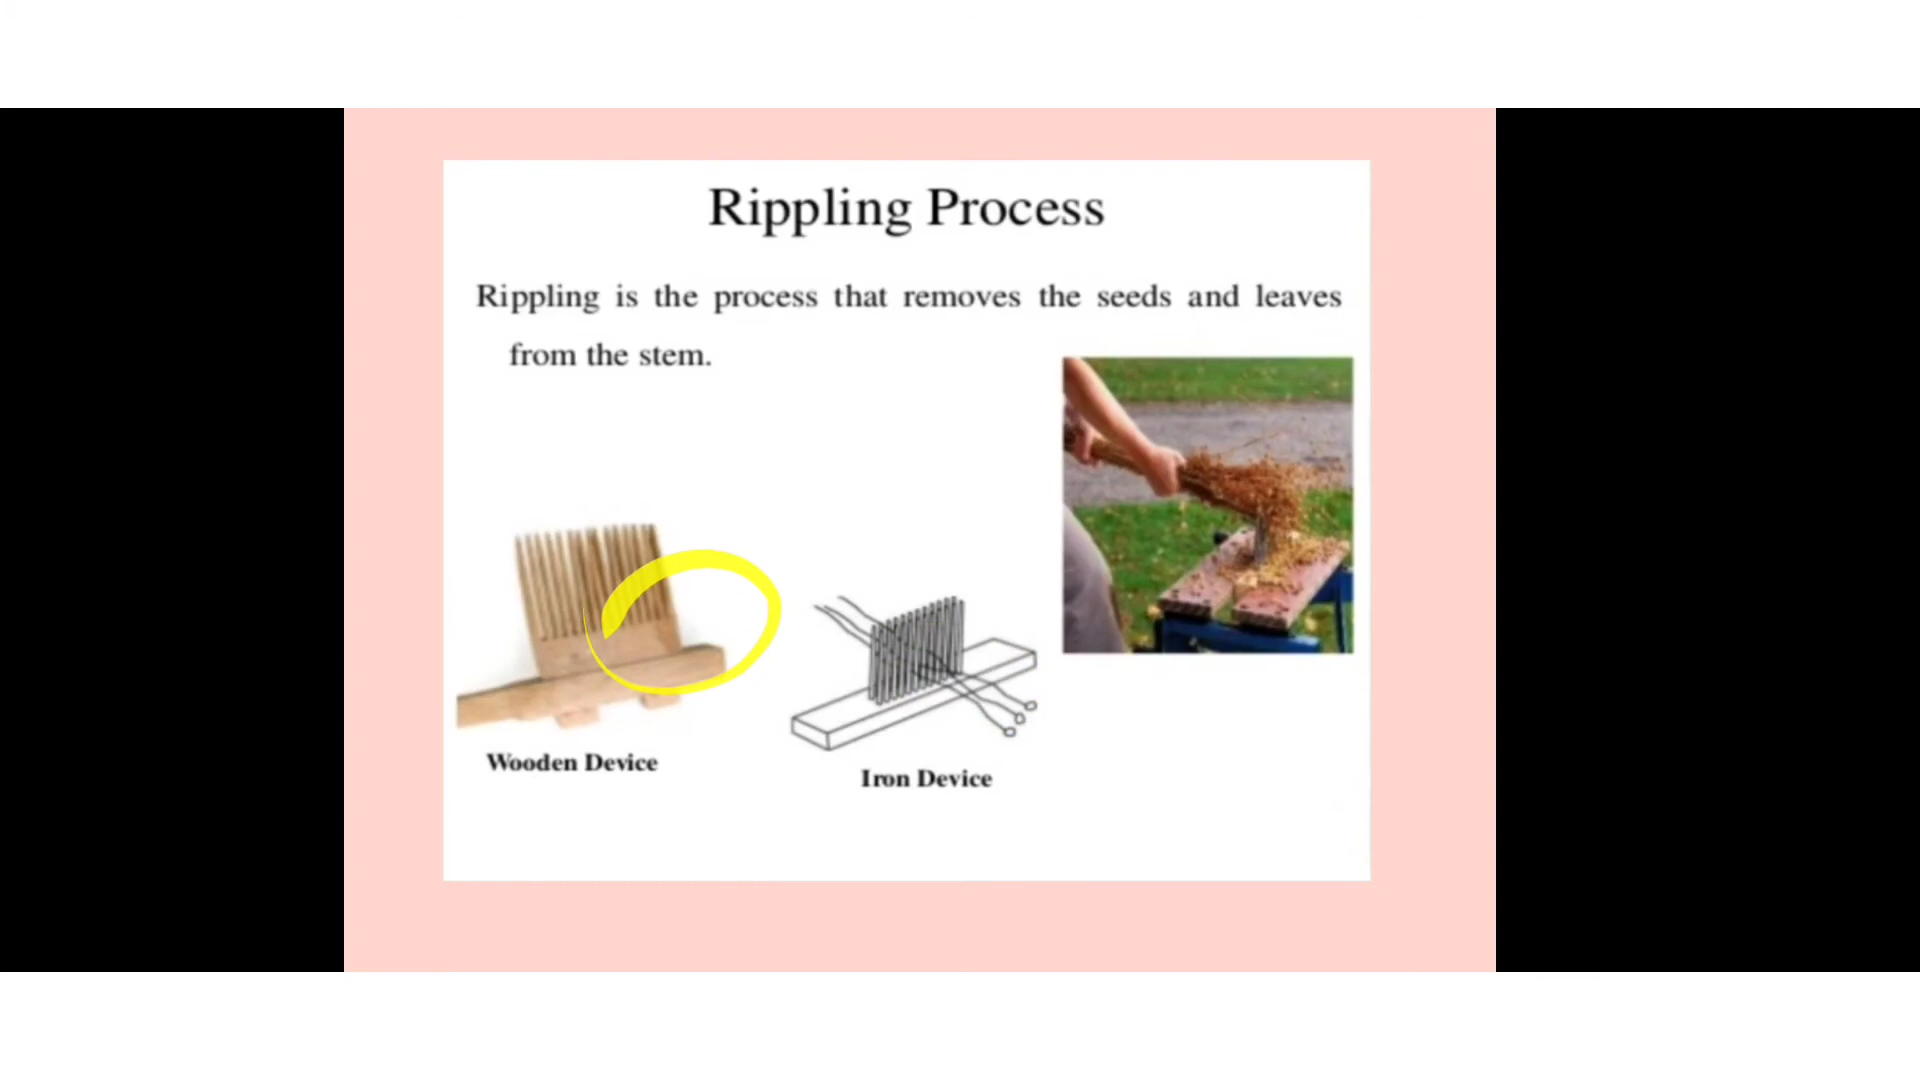 Rippling Process
Rippling is the process that removes the seeds and leaves
from the stem.
Wooden Device
Iron Device